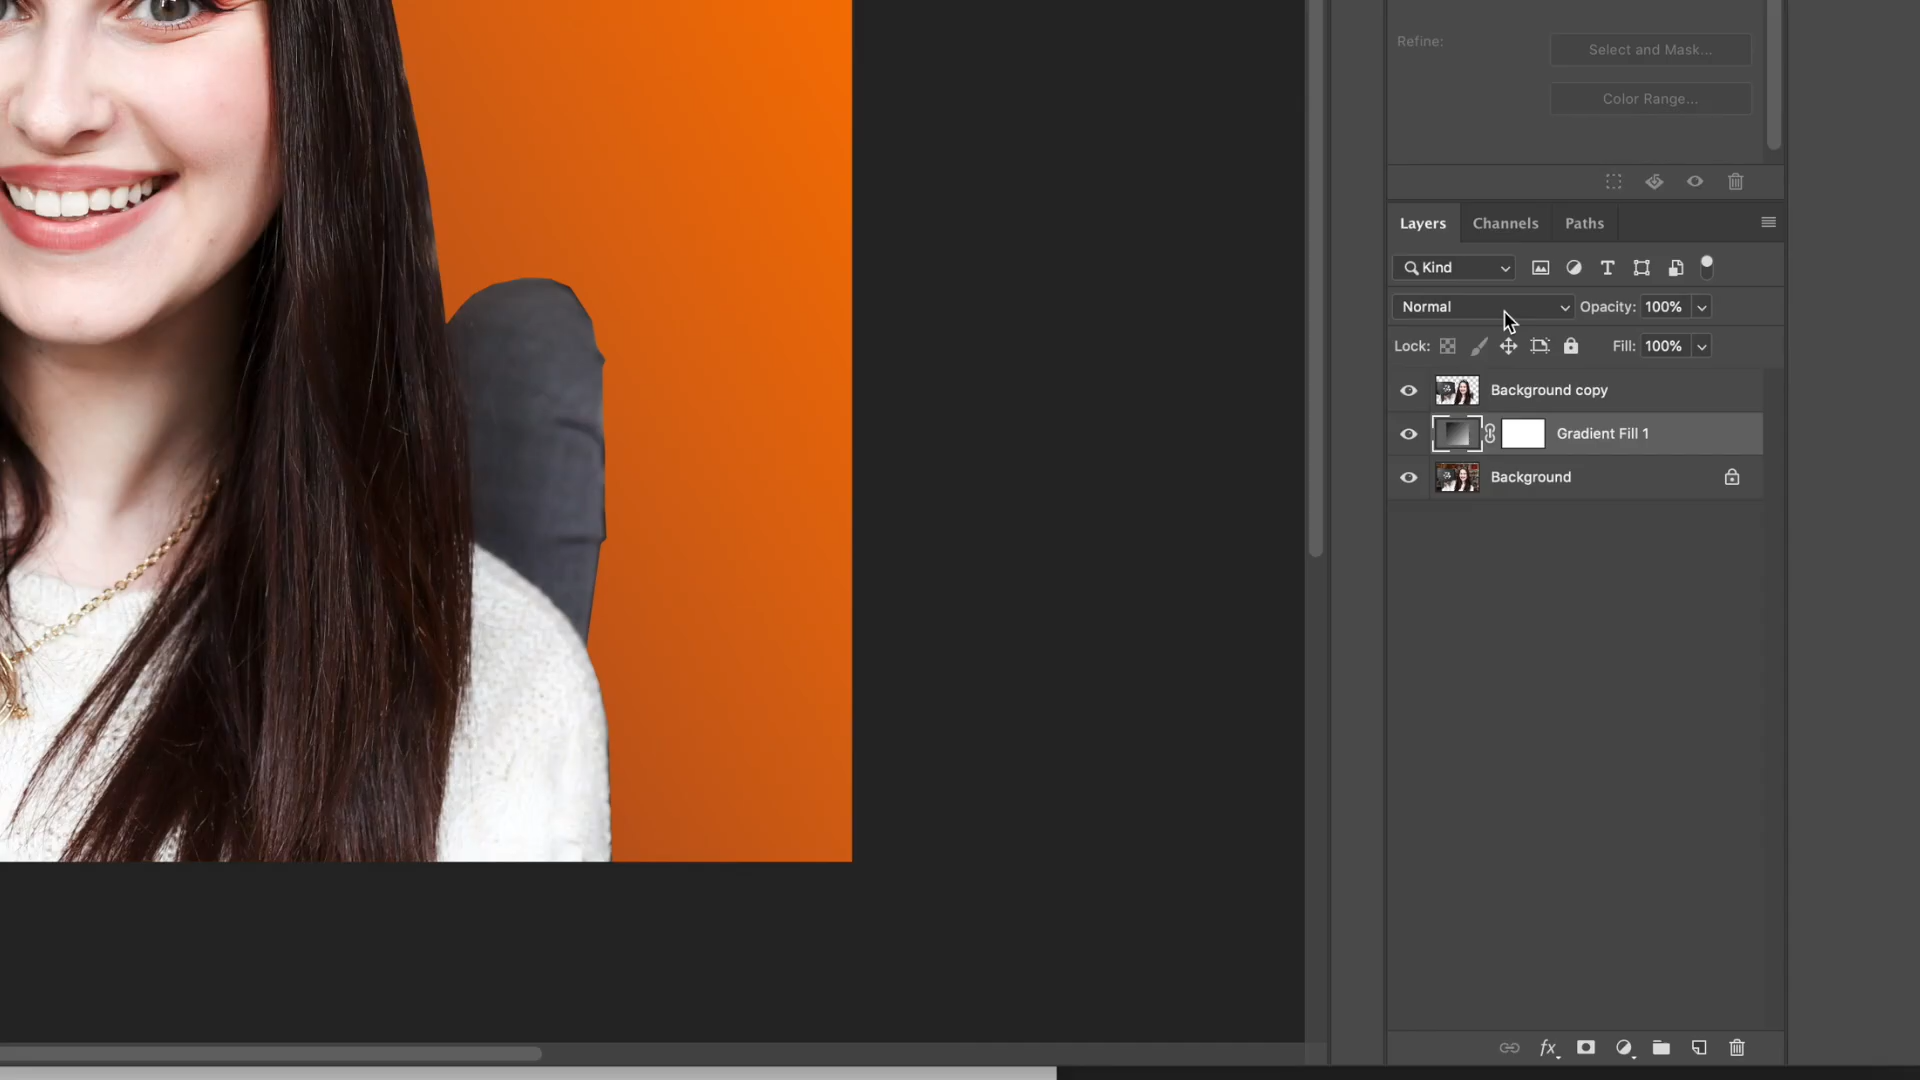 Refine:
Select and Mask...
Color Range...
Layers Channels Paths
Kind
Normal Opacity: 100%
Lock: Fill: 100%
Background copy
Gradient Fill 1
Background
fx